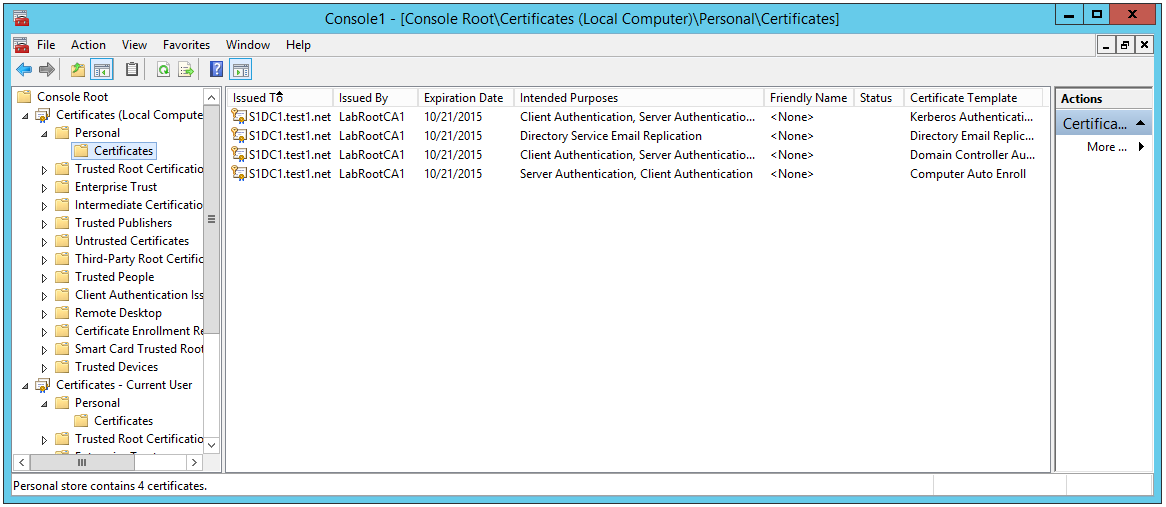 Console1 - [Console Root\Certificates (Local Computer)\Personal\Certificates]
File Action View Favorites Window Help
Console Root
Certificates (Local Compute
Personal
Certificates
Trusted Root Certificatio
Enterprise Trust
Intermediate Certification
Trusted Publishers
Untrusted Certificates
Third-Party Root Certific
Trusted People
Client Authentication Iss
Remote Desktop
Certificate Enrollment Re
Smart Card Trusted Root
Trusted Devices
Certificates - Current User
Personal
Certificates
Trusted Root Certificatio
Issued To Issued By Expiration Date Intended Purposes Friendly Name Status Certificate Template
S1DC1.test1.net LabRootCA1 10/21/2015 Client Authentication, Server Authenticatio... <None> Kerberos Authenticati...
S1DC1.test1.net LabRootCA1 10/21/2015 Directory Service Email Replication <None> Directory Email Replic...
S1DC1.test1.net LabRootCA1 10/21/2015 Client Authentication, Server Authenticatio... <None> Domain Controller Au...
S1DC1.test1.net LabRootCA1 10/21/2015 Server Authentication, Client Authentication <None> Computer Auto Enroll
Actions
Certifica...
More ...
Personal store contains 4 certificates.